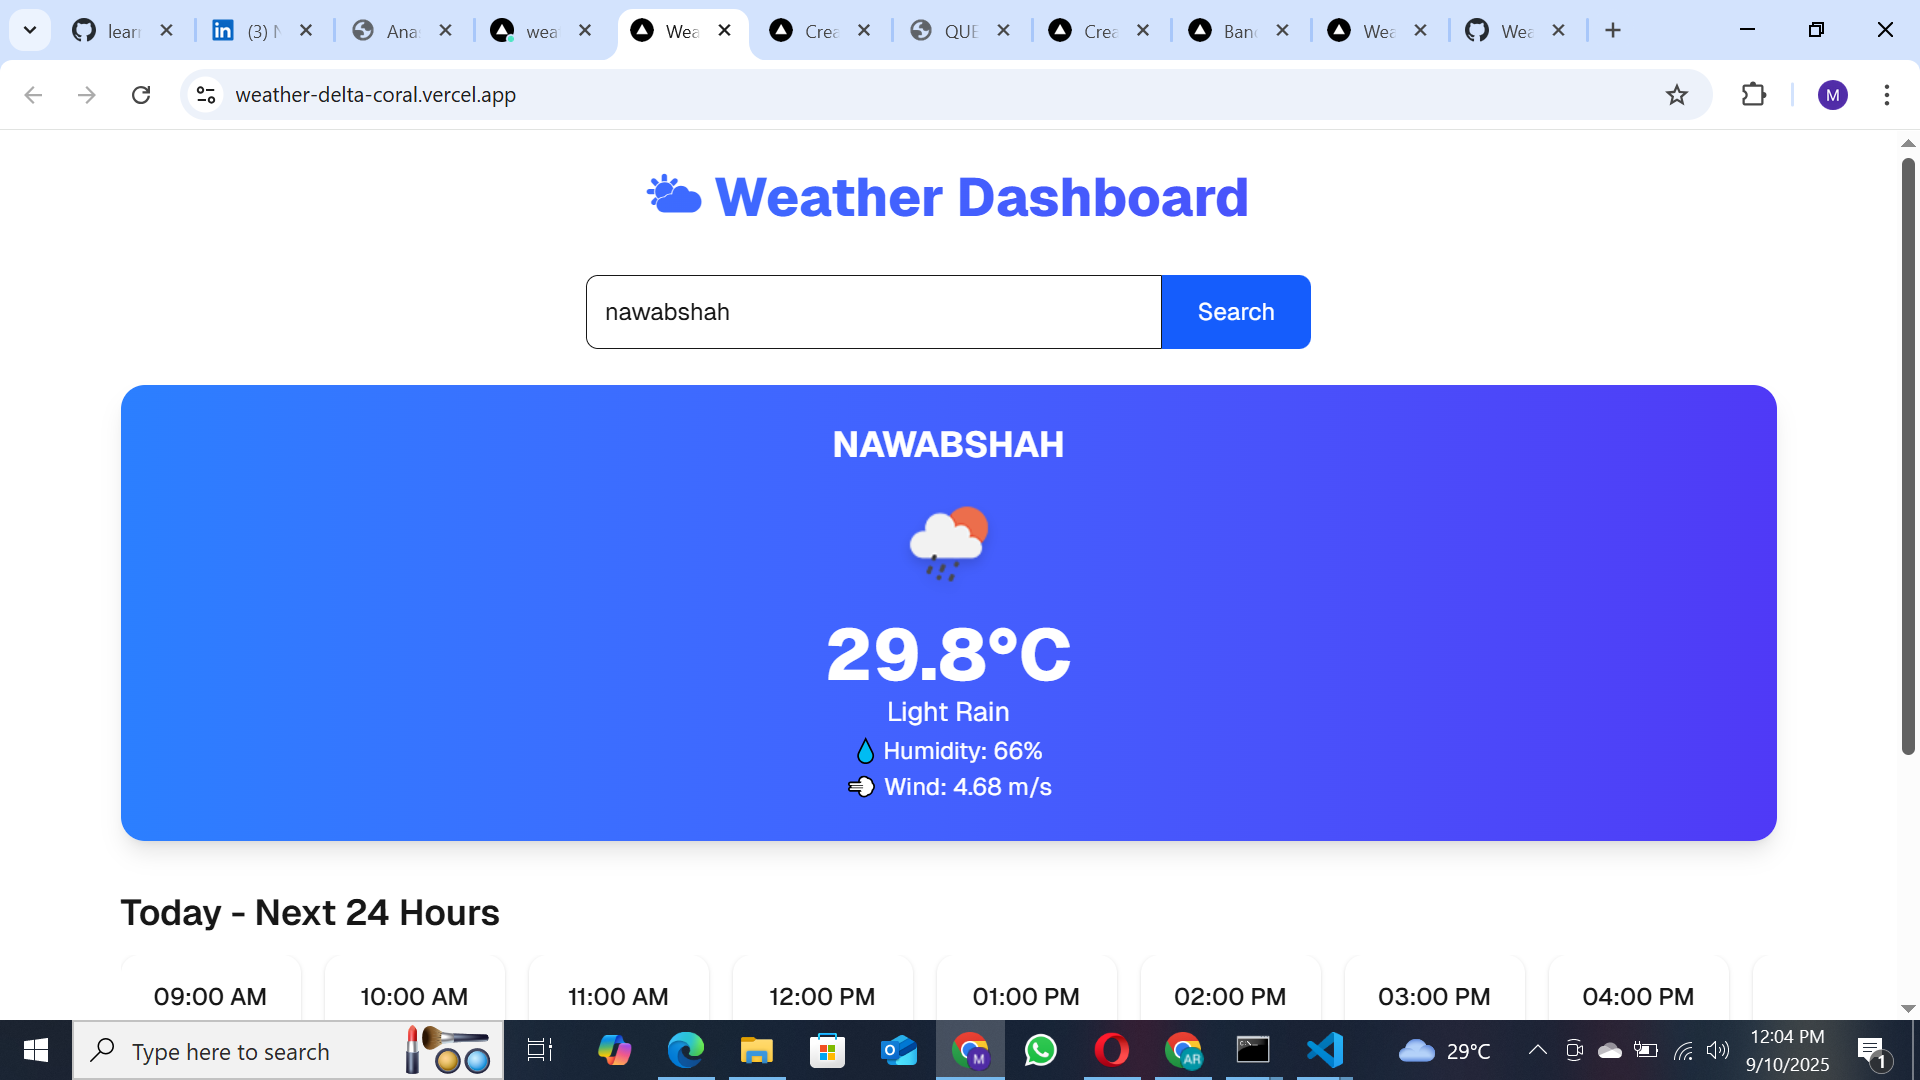 lear
(3) N
Ana
wea
Wea
Crea
QUE
Crea
Ban
Wea
Wea
weather-delta-coral.vercel.app
M
Weather Dashboard
nawabshah
Search
NAWABSHAH
29.8°C
Light Rain
Humidity: 66%
Wind: 4.68 m/s
Today - Next 24 Hours
09:00 AM 10:00 AM 11:00 AM 12:00 PM 01:00 PM 02:00 PM 03:00 PM 04:00 PM
Type here to search
M
AR
29°C
12:04 PM
9/10/2025
1